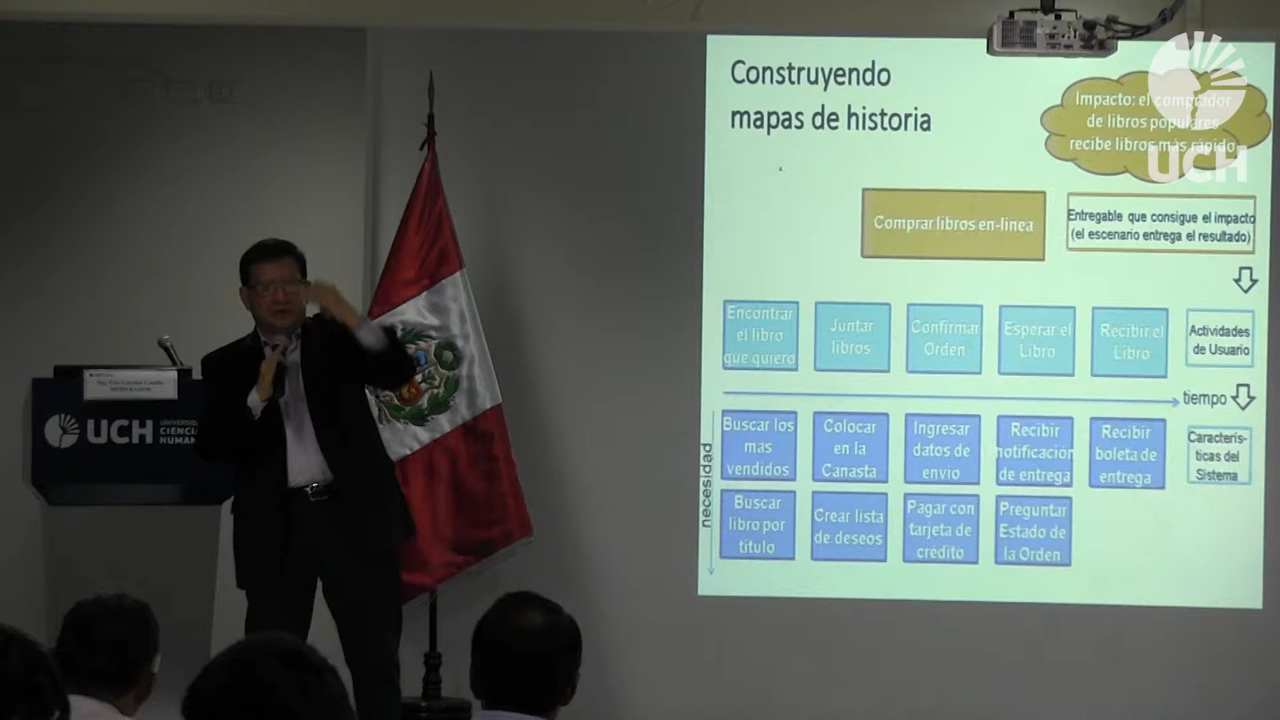 Construyendo
mapas de historia
Impacto: el comprador
de libros populares
recibe libros más rápido
UCH
Comprar libros en-linea
Entregable que consigue el impacto
(el escenario entrega el resultado)
Encontrar
el libro
que quiero
Juntar
libros
Confirmar
Orden
Esperar el
Libro
Recibir el
Libro
Actividades
de Usuario
tiempo
necesidad
Buscar los
mas
vendidos
Colocar
en la
Canasta
Ingresar
datos de
envio
Recibir
notificación
de entrega
Recibir
boleta de
entrega
Caracterís-
ticas del
Sistema
Buscar
libro por
título
Crear lista
de deseos
Pagar con
tarjeta de
crédito
Preguntar
Estado de
la Orden
UCH